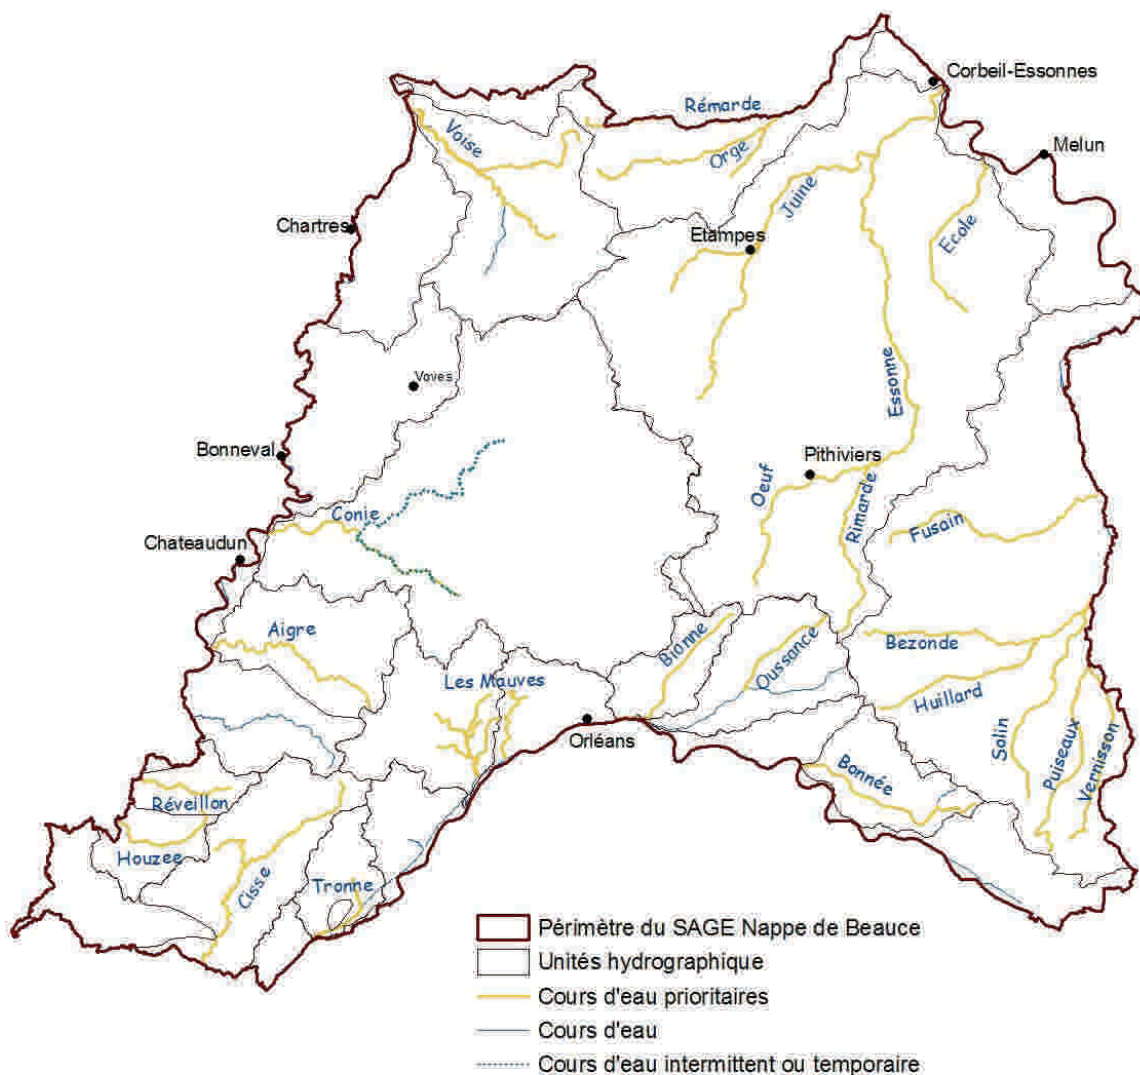 Corbeil-Essonnes
Rémarde
Voise
Orge
Melun
Juine
Chartres
Etampes
Ecole
Voves
Essonne
Bonneval
Pithiviers
Oeuf
Rimarde
Conie
Fusain
Chateaudun
Aigre
Bionne
Oussance
Bezonde
Les Mauves
Huillard
Orléans
Solin
Puiseaux
Vernisson
Bonnée
Réveillon
Houzee
Cisse
Tronne
Périmètre du SAGE Nappe de Beauce
Unités hydrographique
Cours d'eau prioritaires
Cours d'eau
Cours d'eau intermittent ou temporaire